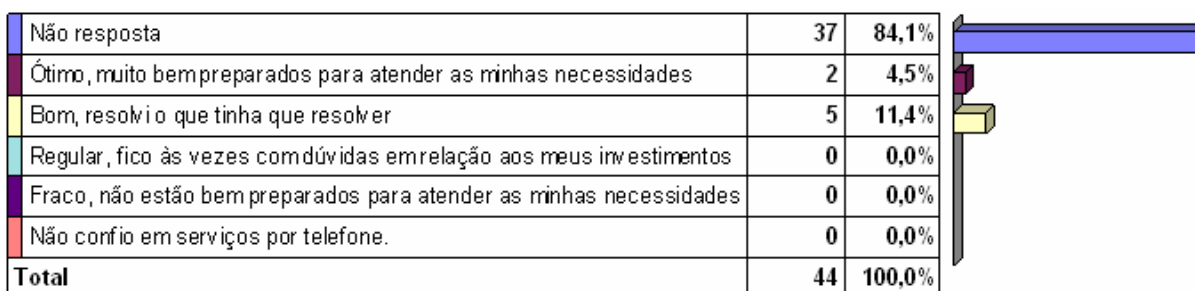 Não resposta 37 84,1%
Ótimo, muito bem preparados para atender as minhas necessidades 2 4,5%
Bom, resolvi o que tinha que resolver 5 11,4%
Regular, fico às vezes com dúvidas em relação aos meus investimentos 0 0,0%
Fraco, não estão bem preparados para atender as minhas necessidades 0 0,0%
Não confio em serviços por telefone. 0 0,0%
Total 44 100,0%